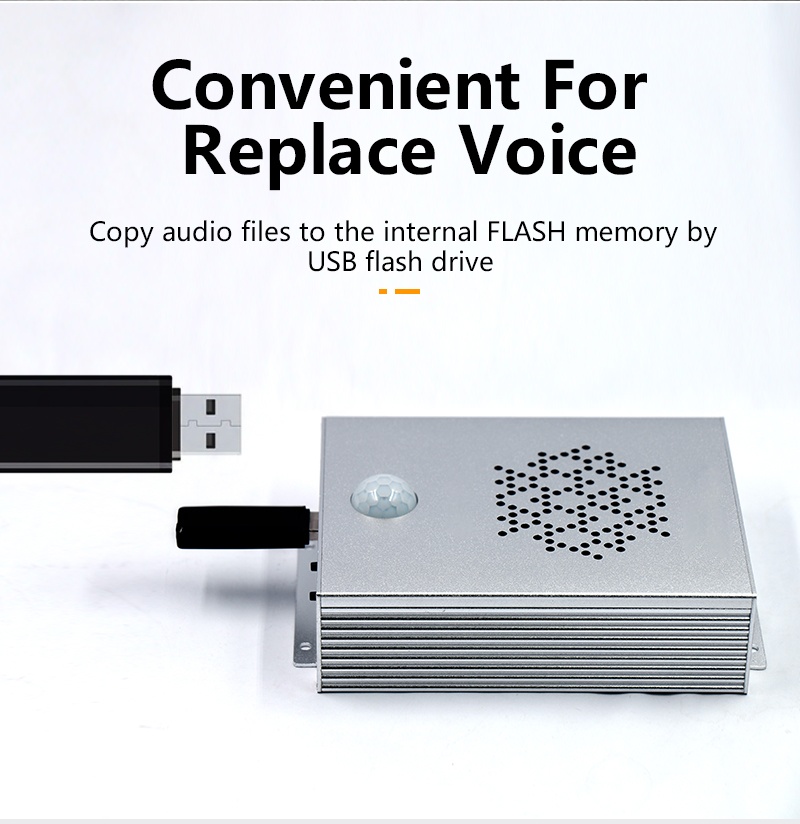 Convenient For
Replace Voice
Copy audio files to the internal FLASH memory by
USB flash drive